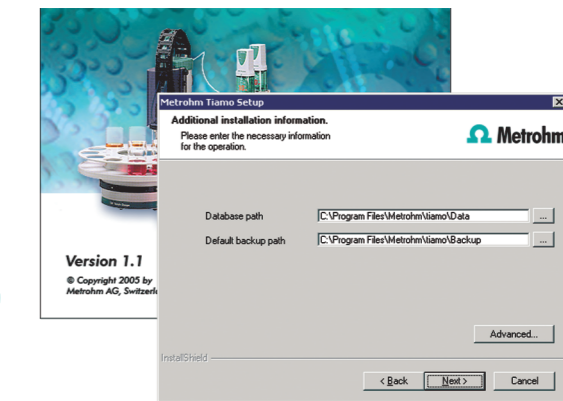 Metrohm Tiamo Setup
Additional installation information.
Please enter the necessary information
for the operation.
Metrohm
Database path C:\Program Files\Metrohm\tiamo\Data ...
Default backup path C:\Program Files\Metrohm\tiamo\Backup ...
Version 1.1
© Copyright 2005 by
Metrohm AG,
Advanced...
InstallShield
< Back Next > Cancel